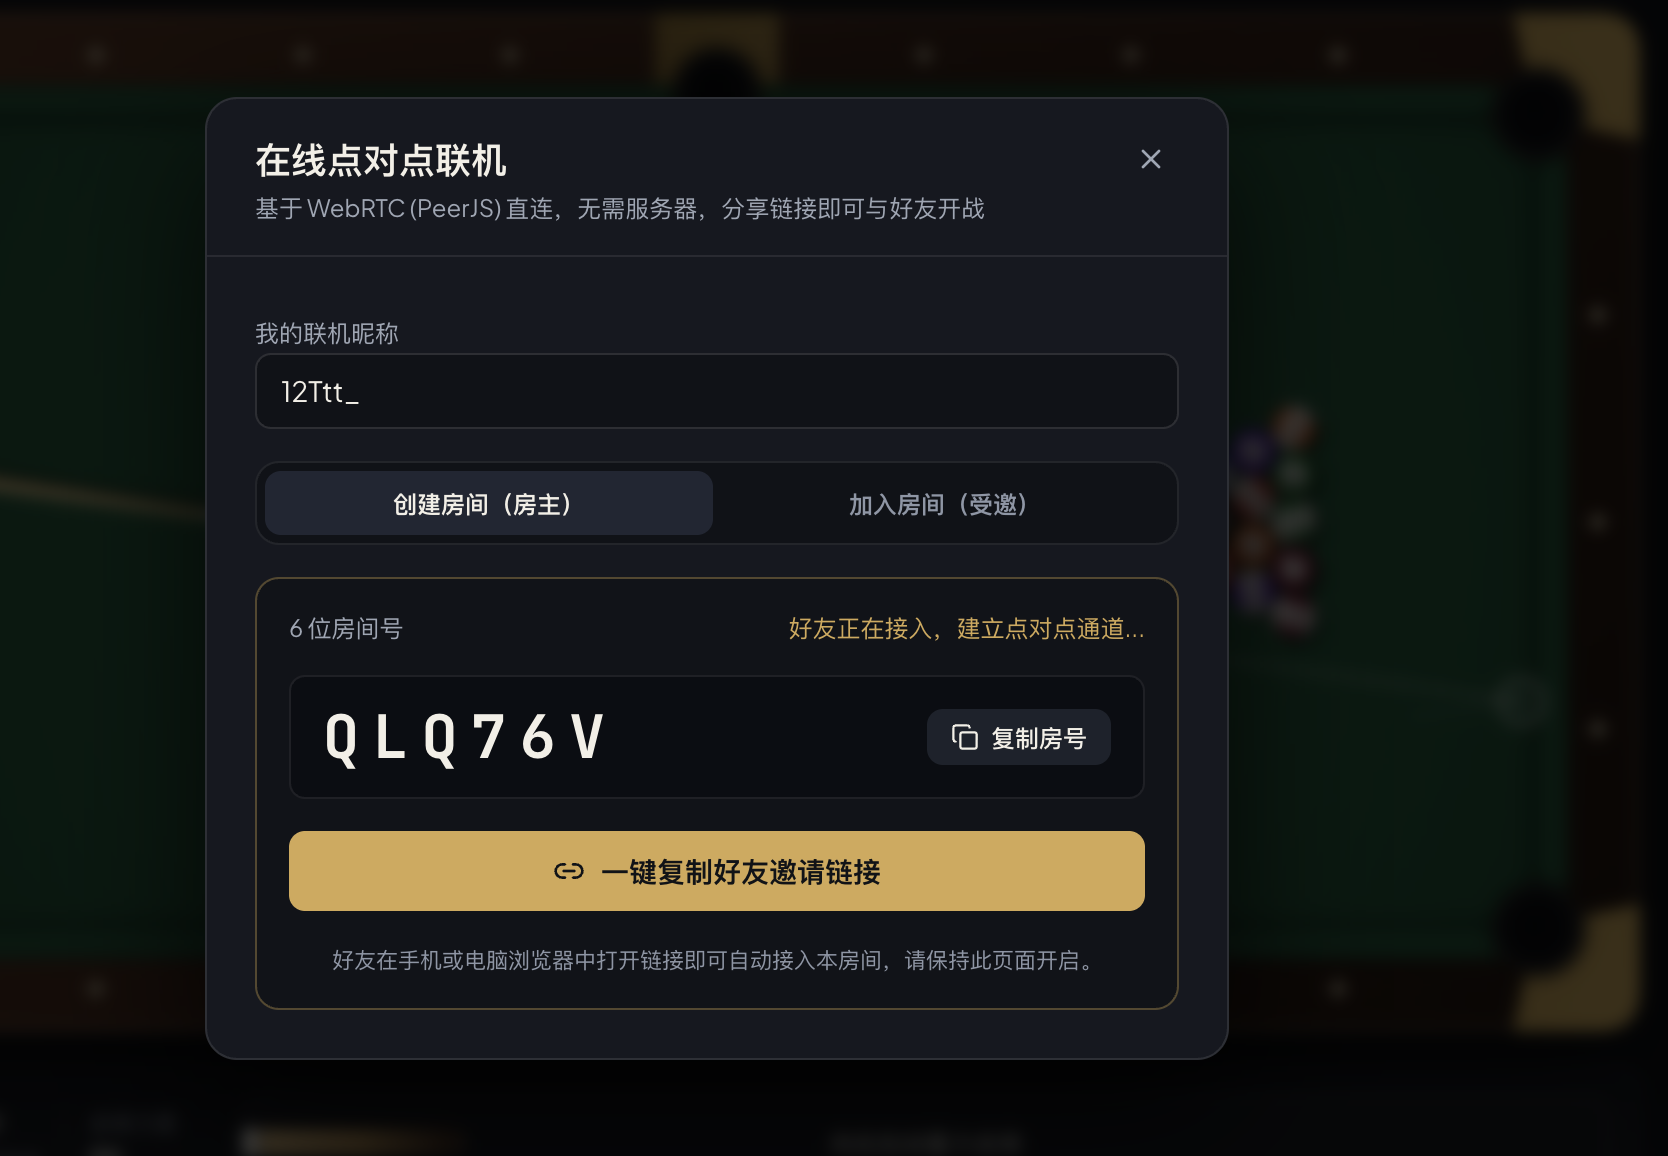 在线点对点联机
基于 WebRTC (PeerJS) 直连，无需服务器，分享链接即可与好友开战
我的联机昵称
12Ttt_
创建房间（房主）
加入房间（受邀）
6 位房间号
好友正在接入，建立点对点通道...
QLQ76V
复制房号
一键复制好友邀请链接
好友在手机或电脑浏览器中打开链接即可自动接入本房间，请保持此页面开启。